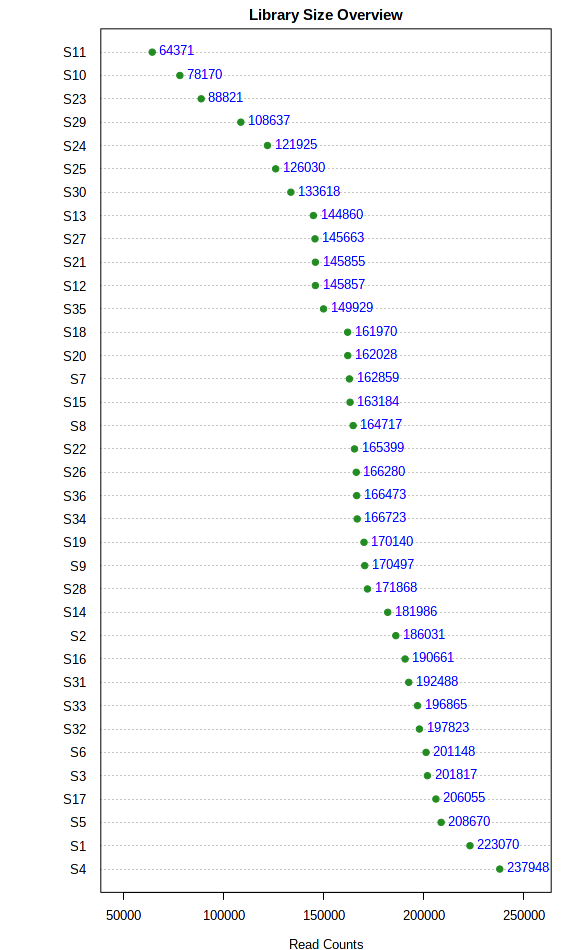 Library Size Overview
S11 64371
S10 78170
S23 88821
S29 108637
S24 121925
S25 126030
S30 133618
S13 144860
S27 145663
S21 145855
S12 145857
S35 149929
S18 161970
S20 162028
S7 162859
S15 163184
S8 164717
S22 165399
S26 166280
S36 166473
S34 166723
S19 170140
S9 170497
S28 171868
S14 181986
S2 186031
S16 190661
S31 192488
S33 196865
S32 197823
S6 201148
S3 201817
S17 206055
S5 208670
S1 223070
S4 237948
50000 100000 150000 200000 250000
Read Counts